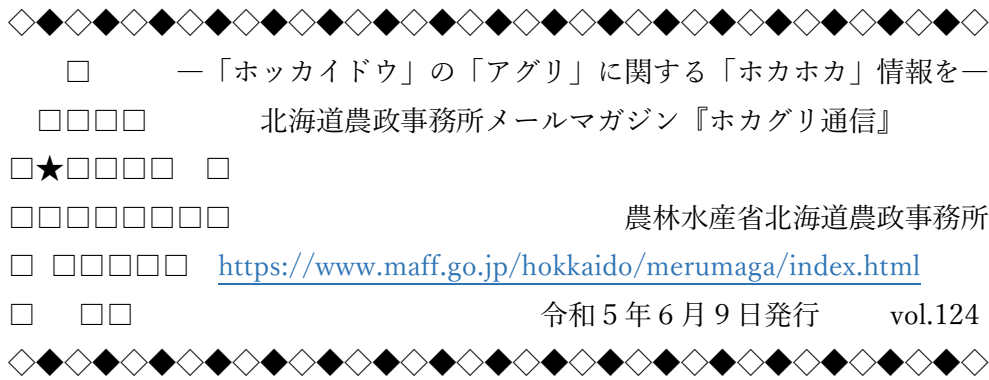 ◇◆◇◆◇◆◇◆◇◆◇◆◇◆◇◆◇◆◇◆◇◆◇◆◇◆◇◆◇◆◇◆◇◆◇
□　　　―「ホッカイドウ」の「アグリ」に関する「ホカホカ」情報を―
□□□□　　　　北海道農政事務所メールマガジン『ホカグリ通信』
□★□□□□　□
□□□□□□□□　　　　　　　　　　　　　　農林水産省北海道農政事務所
□ □□□□□ https://www.maff.go.jp/hokkaido/merumaga/index.html
□　□□　　　　　　　　　　　　　　令和５年６月９日発行　　vol.124
◇◆◇◆◇◆◇◆◇◆◇◆◇◆◇◆◇◆◇◆◇◆◇◆◇◆◇◆◇◆◇◆◇◆◇